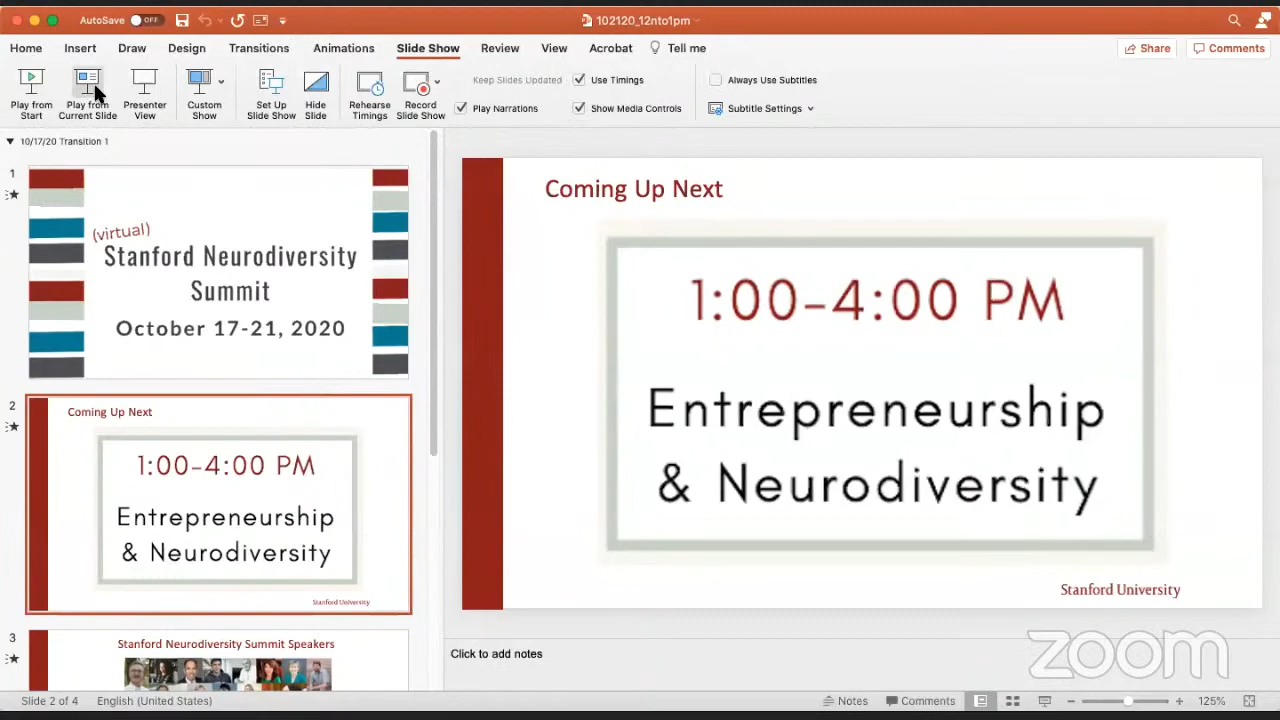 AutoSave OFF
102120_12nto1pm
Home Insert Draw Design Transitions Animations Slide Show Review View Acrobat Tell me
Share Comments
Play from Start
Play from Current Slide
Presenter View
Custom Show
Set Up Slide Show
Hide Slide
Rehearse Timings
Record Slide Show
Keep Slides Updated
Play Narrations
Use Timings
Show Media Controls
Always Use Subtitles
Subtitle Settings
10/17/20 Transition 1
1
(virtual)
Stanford Neurodiversity
Summit
October 17-21, 2020
2
Coming Up Next
1:00-4:00 PM
Entrepreneurship
& Neurodiversity
Stanford University
3
Stanford Neurodiversity Summit Speakers
Coming Up Next
1:00-4:00 PM
Entrepreneurship
& Neurodiversity
Stanford University
Click to add notes
zoom
Slide 2 of 4 English (United States) Notes Comments 125%